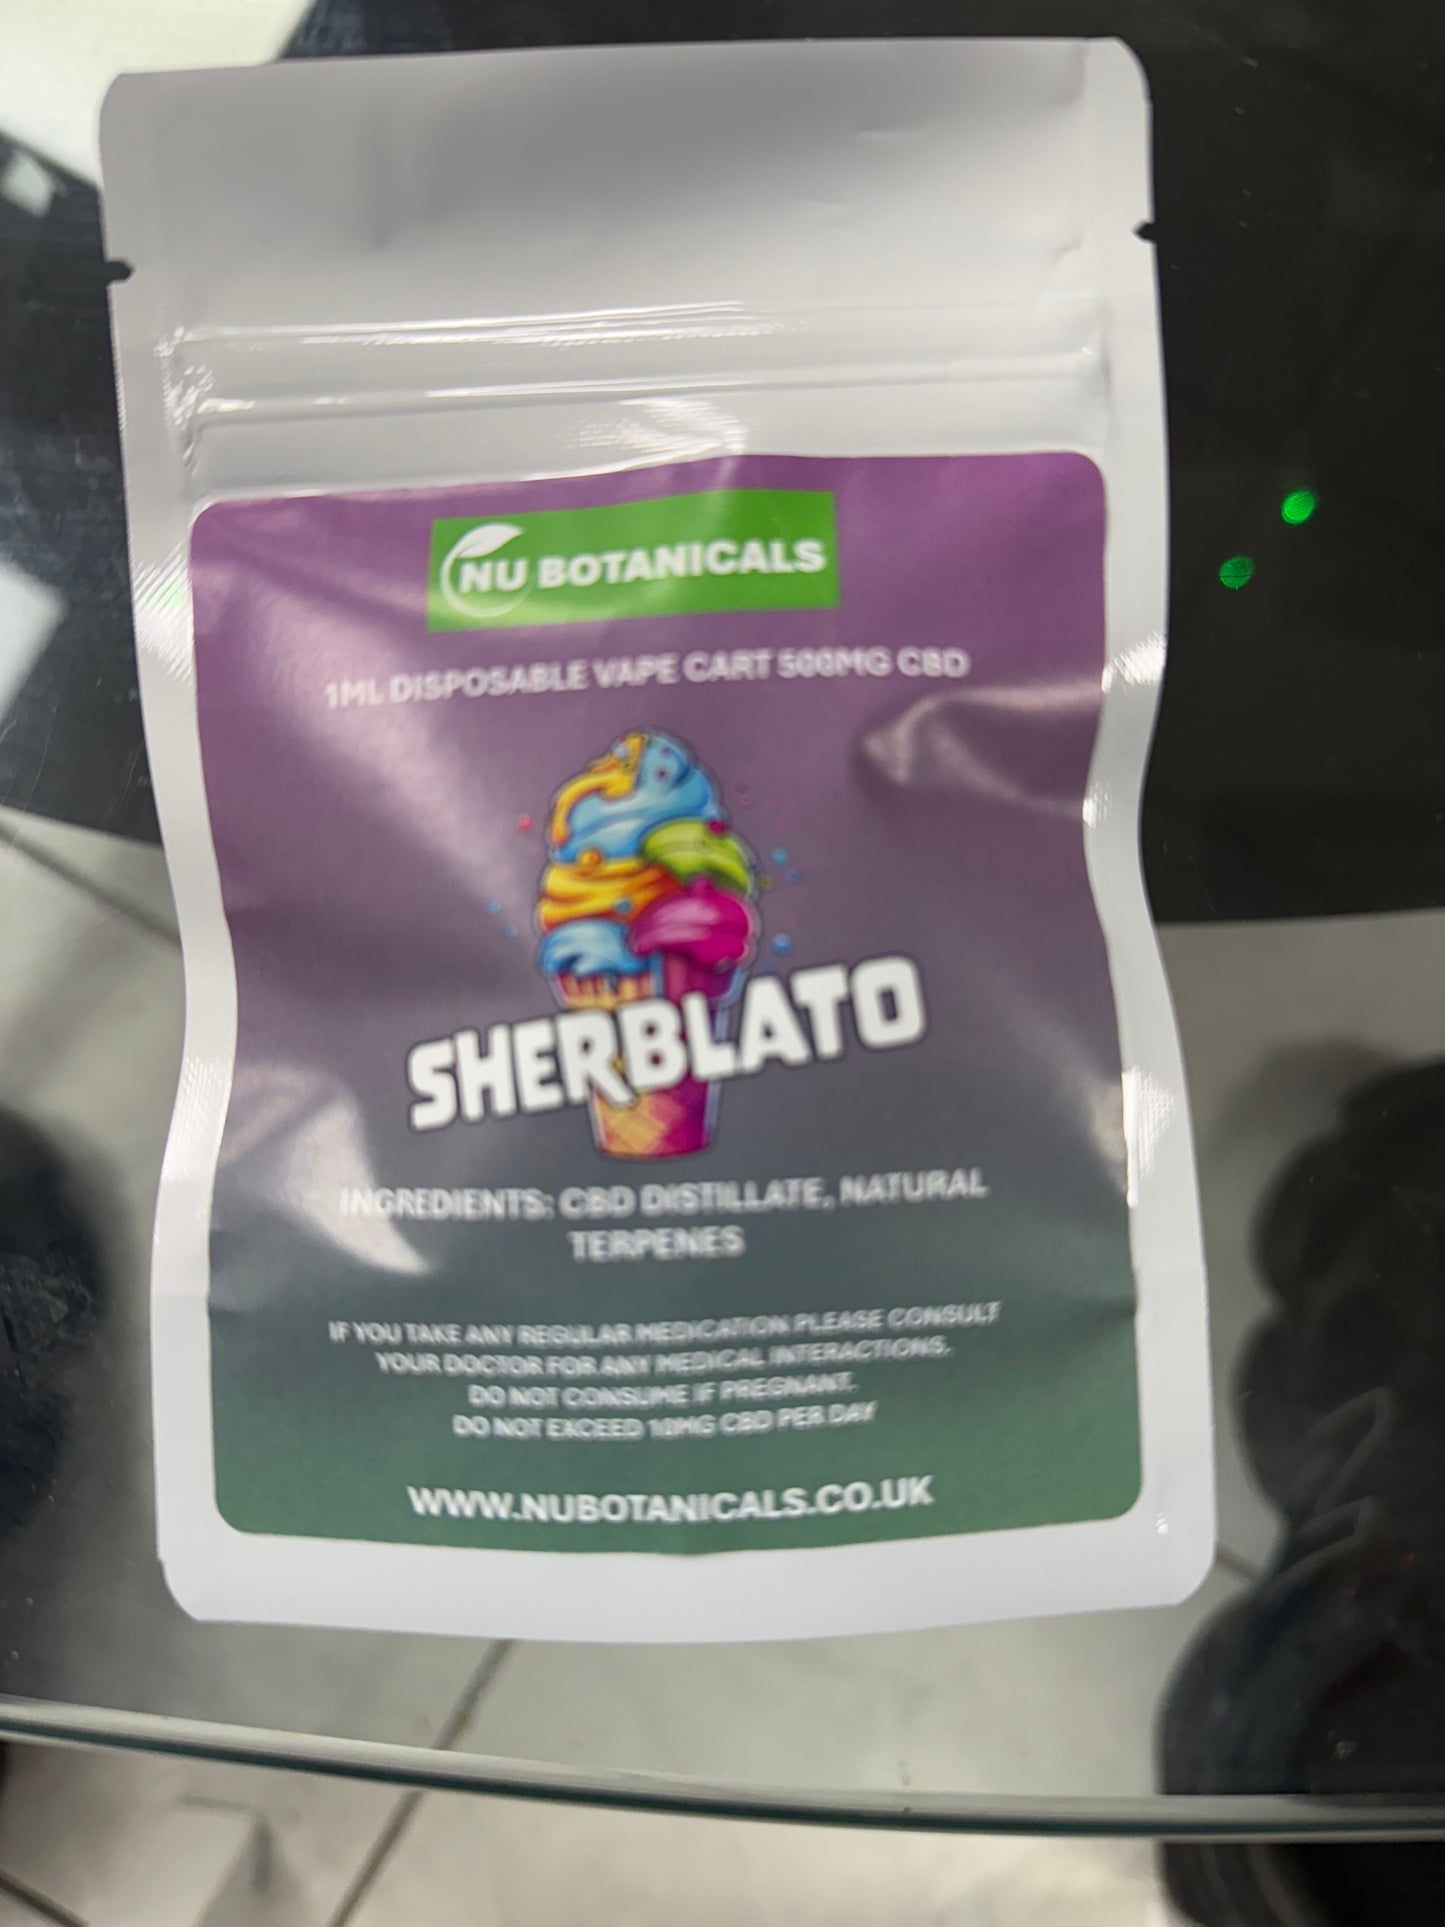 NU BOTANICALS
1ML DISPOSABLE VAPE CART 500MG CBD
SHERBLATO
INGREDIENTS: CBD DISTILLATE, NATURAL
TERPENES
IF YOU TAKE ANY REGULAR MEDICATION PLEASE CONSULT
YOUR DOCTOR FOR ANY MEDICAL INTERACTIONS.
DO NOT CONSUME IF PREGNANT.
DO NOT EXCEED 10MG CBD PER DAY
WWW.NUBOTANICALS.CO.UK